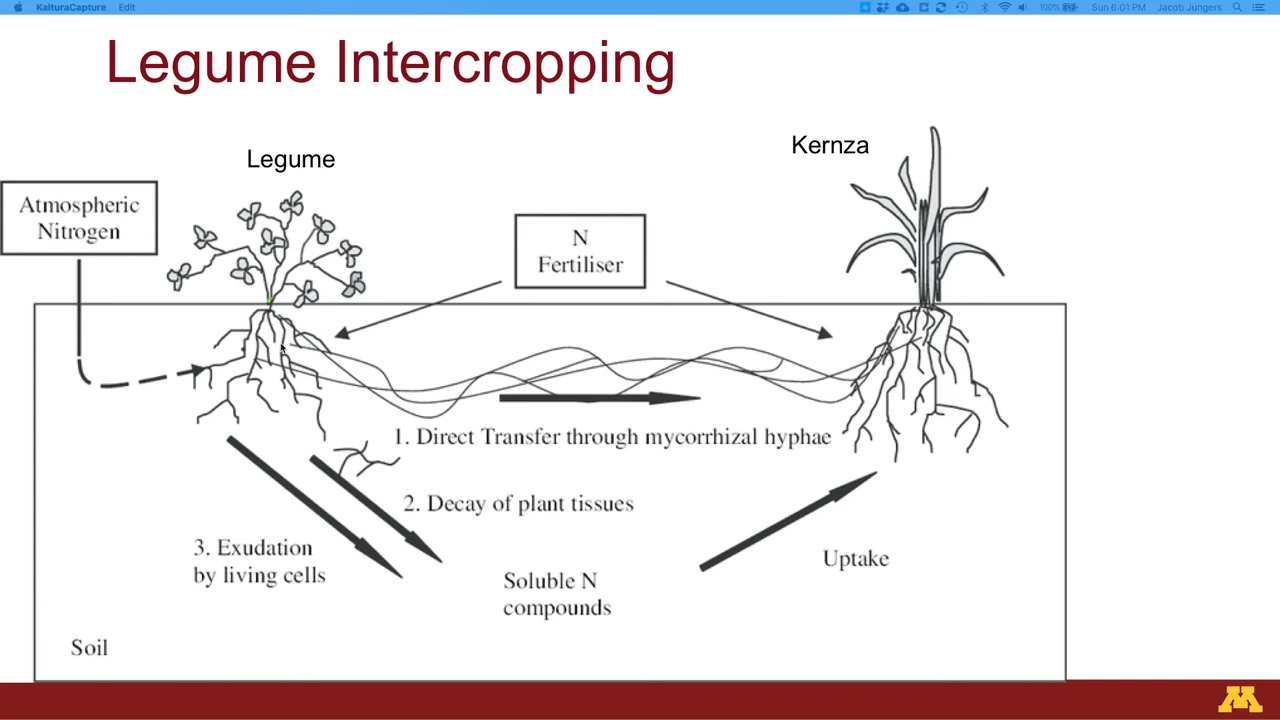 KalturaCapture Edit 100% Sun 6:01 PM Jacob Jungers
Legume Intercropping
Legume
Kernza
Atmospheric
Nitrogen
N
Fertiliser
1. Direct Transfer through mycorrhizal hyphae
2. Decay of plant tissues
3. Exudation
by living cells
Soluble N
compounds
Uptake
Soil
M